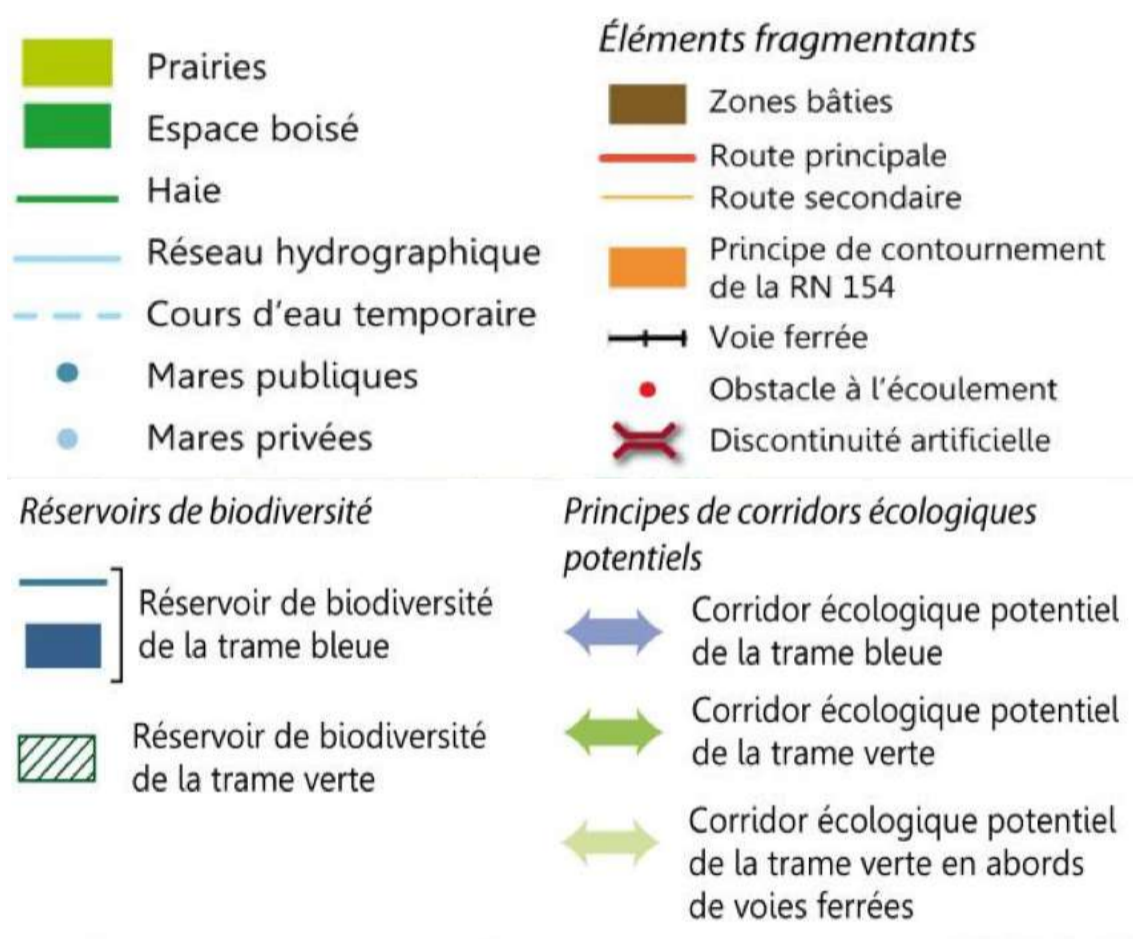 Prairies
Espace boisé
Haie
Réseau hydrographique
Cours d'eau temporaire
Mares publiques
Mares privées
Éléments fragmentants
Zones bâties
Route principale
Route secondaire
Principe de contournement
de la RN 154
Voie ferrée
Obstacle à l'écoulement
Discontinuité artificielle
Réservoirs de biodiversité
Réservoir de biodiversité
de la trame bleue
Réservoir de biodiversité
de la trame verte
Principes de corridors écologiques
potentiels
Corridor écologique potentiel
de la trame bleue
Corridor écologique potentiel
de la trame verte
Corridor écologique potentiel
de la trame verte en abords
de voies ferrées